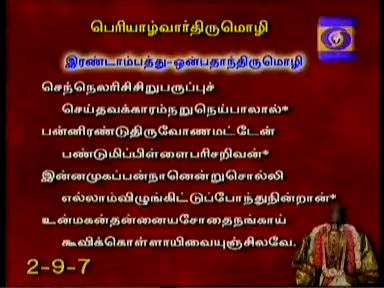 பெரியாழ்வார்திருமொழி
இரண்டாம்பத்து-ஒன்பதாந்திருமொழி
செந்நெலரிசிசிறுபருப்புச்
செய்தவக்காரம்நறுநெய்பாலால்*
பன்னிரண்டுதிருவோணமட்டேன்
பண்டுமிப்பிள்ளைபரிசறிவன்*
இன்னமுகப்பன்நானென்றுசொல்லி
எல்லாம்விழுங்கிட்டுப்போந்துநின்றான்*
உன்மகன்தன்னையசோதைநங்காய்
கூவிக்கொள்ளாயிவையுஞ்சிலவே.
2-9-7